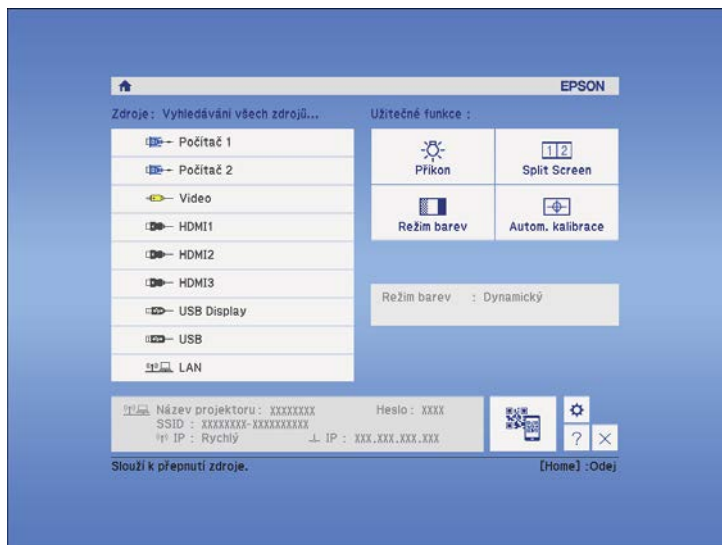 EPSON
Zdroje: Vyhledávání všech zdrojů...
Počítač 1
Počítač 2
Video
HDMI1
HDMI2
HDMI3
USB Display
USB
LAN
Užitečné funkce :
Příkon
1 2
Split Screen
Režim barev
Autom. kalibrace
Režim barev : Dynamický
Název projektoru : XXXXXXXX Heslo : XXXX
SSID : XXXXXXXX-XXXXXXXXXX
IP : Rychlý IP : XXX.XXX.XXX.XXX
?
Slouží k přepnutí zdroje. [Home] :Odej